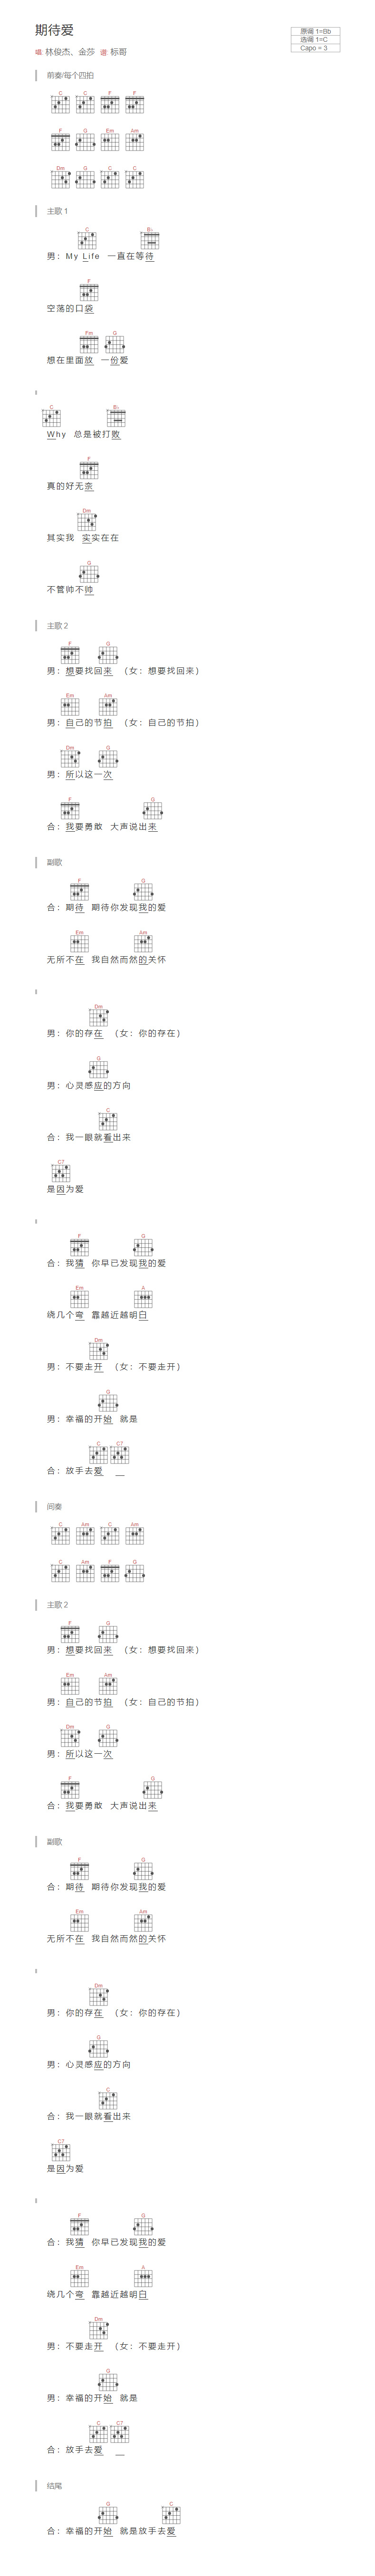 期待爱
唱 林俊杰、金莎 谱 标哥
原调 1=Bb
选调 1=C
Capo = 3
前奏/每个四拍
C C F F
F G Em Am
Dm G C C
主歌 1
C B♭
男：My Life 一直在等待
F
空荡的口袋
Fm G
想在里面放 一份爱
C B♭
Why 总是被打败
F
真的好无奈
Dm
其实我 实实在在
G
不管帅不帅
主歌 2
F G
男：想要找回来 （女：想要找回来）
Em Am
男：自己的节拍 （女：自己的节拍）
Dm G
男：所以这一次
F G
合：我要勇敢 大声说出来
副歌
F G
合：期待 期待你发现我的爱
Em Am
无所不在 我自然而然的关怀
Dm
男：你的存在 （女：你的存在）
G
男：心灵感应的方向
C
合：我一眼就看出来
C7
是因为爱
F G
合：我猜 你早已发现我的爱
Em A
绕几个弯 靠越近越明白
Dm
男：不要走开 （女：不要走开）
G
男：幸福的开始 就是
C C7
合：放手去爱
间奏
C Am C Am
C Am F G
主歌 2
F G
男：想要找回来 （女：想要找回来）
Em Am
男：自己的节拍 （女：自己的节拍）
Dm G
男：所以这一次
F G
合：我要勇敢 大声说出来
副歌
F G
合：期待 期待你发现我的爱
Em Am
无所不在 我自然而然的关怀
Dm
男：你的存在 （女：你的存在）
G
男：心灵感应的方向
C
合：我一眼就看出来
C7
是因为爱
F G
合：我猜 你早已发现我的爱
Em A
绕几个弯 靠越近越明白
Dm
男：不要走开 （女：不要走开）
G
男：幸福的开始 就是
C C7
合：放手去爱
结尾
G C
合：幸福的开始 就是放手去爱